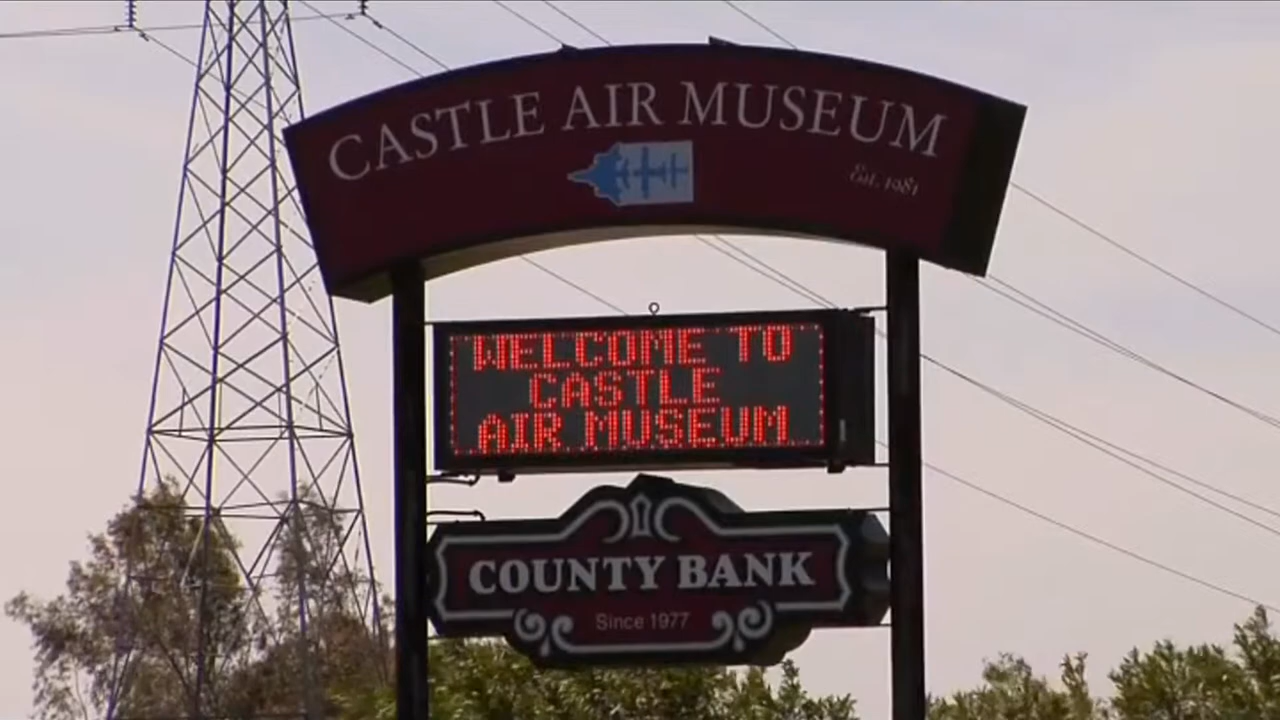 CASTLE AIR MUSEUM
Est. 1981
WELCOME TO
CASTLE
AIR MUSEUM
COUNTY BANK
Since 1977